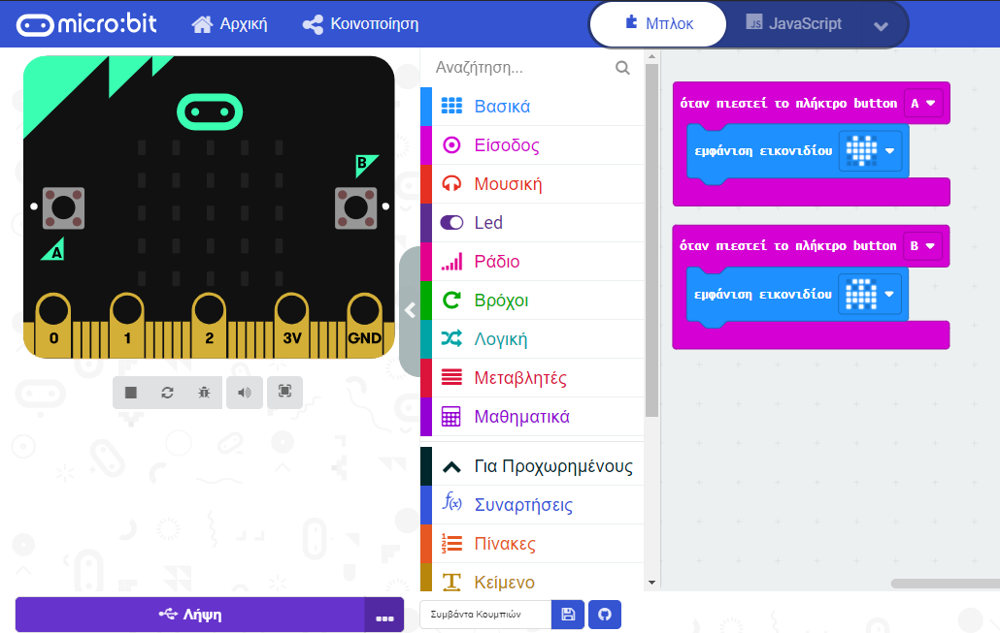 micro:bit
Αρχική
Κοινοποίηση
Μπλοκ
JS JavaScript
B
A
0 1 2 3V GND
Αναζήτηση...
Βασικά
Είσοδος
Μουσική
Led
Ράδιο
Βρόχοι
Λογική
Μεταβλητές
Μαθηματικά
Για Προχωρημένους
f(x) Συναρτήσεις
Πίνακες
Κείμενο
όταν πιεστεί το πλήκτρο button A
εμφάνιση εικονιδίου
όταν πιεστεί το πλήκτρο button B
εμφάνιση εικονιδίου
Λήψη
Συμβάντα Κουμπιών